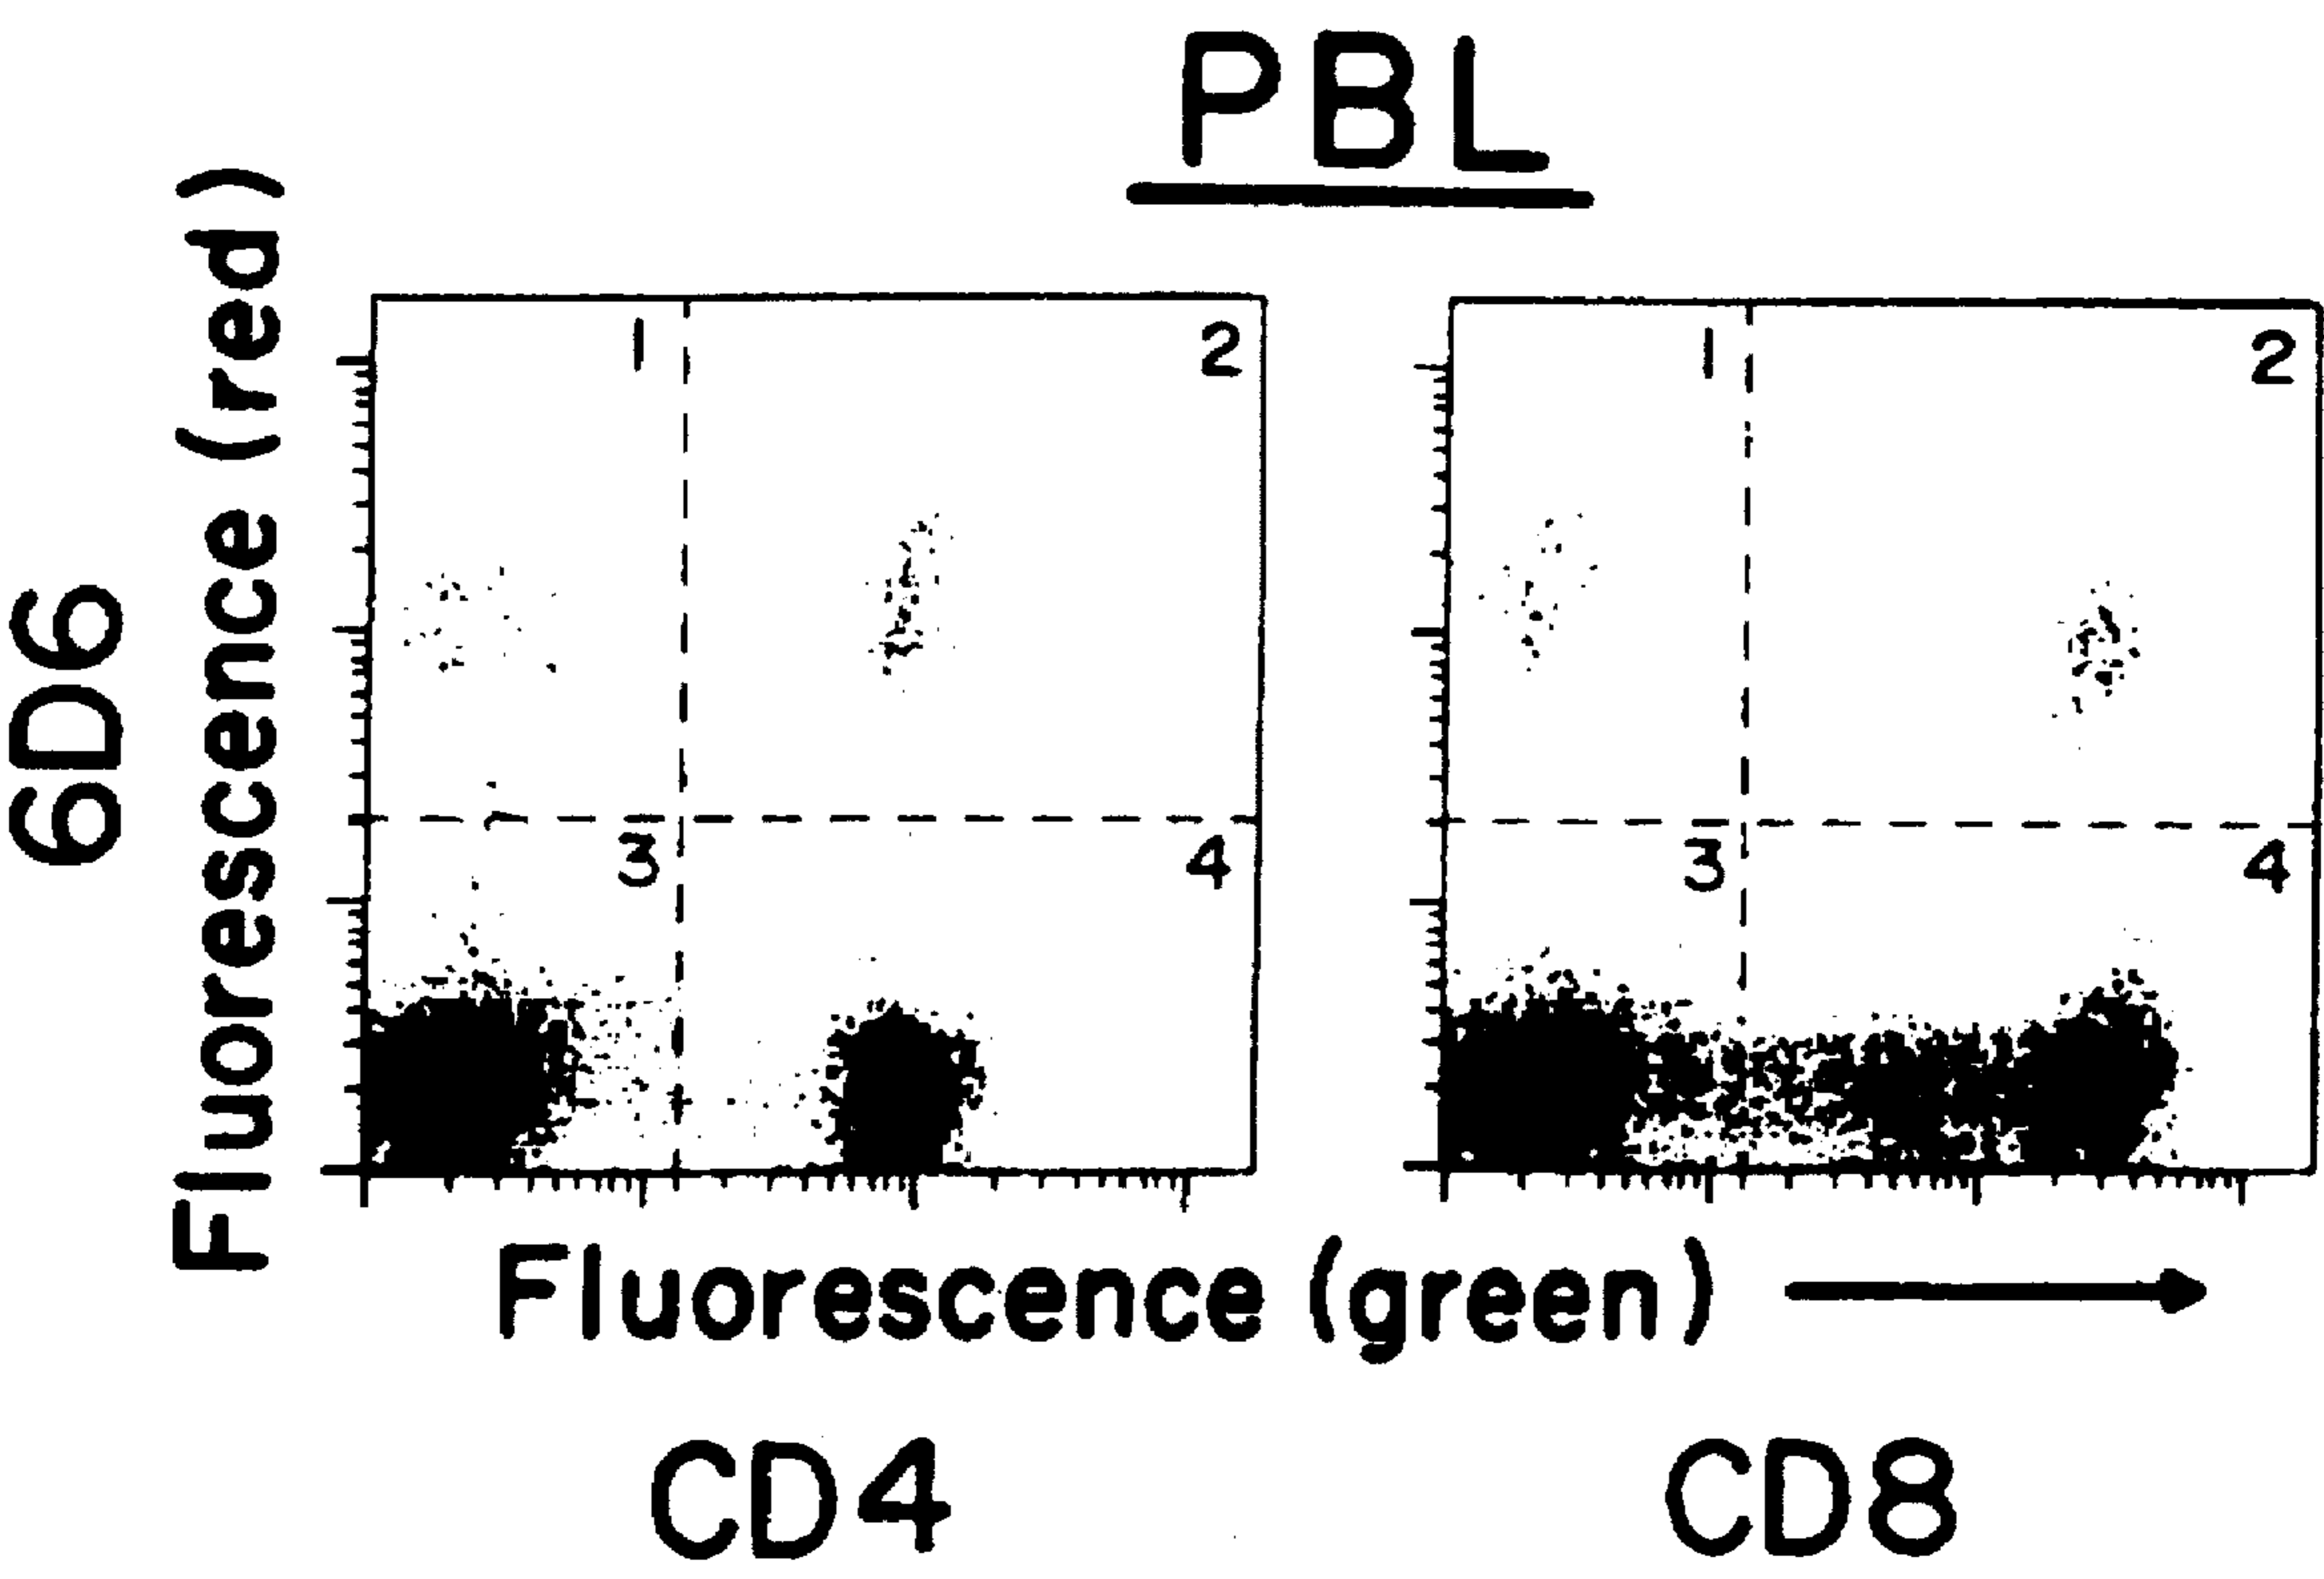 PBL
6D6
Fluorescence (red)
1 2
3 4
1 2
3 4
Fluorescence (green)
CD4
CD8